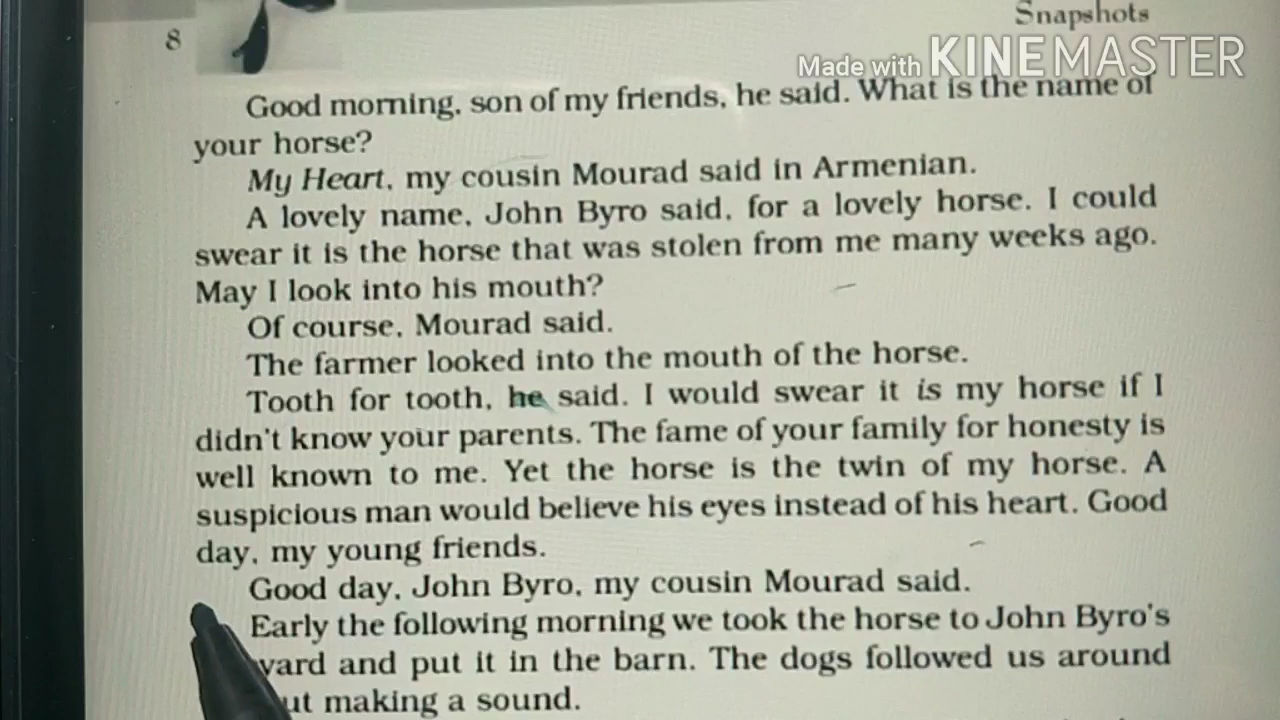 Snapshots
8
Made with KINEMASTER
Good morning, son of my friends, he said. What is the name of
your horse?
My Heart, my cousin Mourad said in Armenian.
A lovely name, John Byro said, for a lovely horse. I could
swear it is the horse that was stolen from me many weeks ago.
May I look into his mouth?
Of course, Mourad said.
The farmer looked into the mouth of the horse.
Tooth for tooth, he said. I would swear it is my horse if I
didn't know your parents. The fame of your family for honesty is
well known to me. Yet the horse is the twin of my horse. A
suspicious man would believe his eyes instead of his heart. Good
day, my young friends.
Good day, John Byro, my cousin Mourad said.
Early the following morning we took the horse to John Byro's
yard and put it in the barn. The dogs followed us around
making a sound.